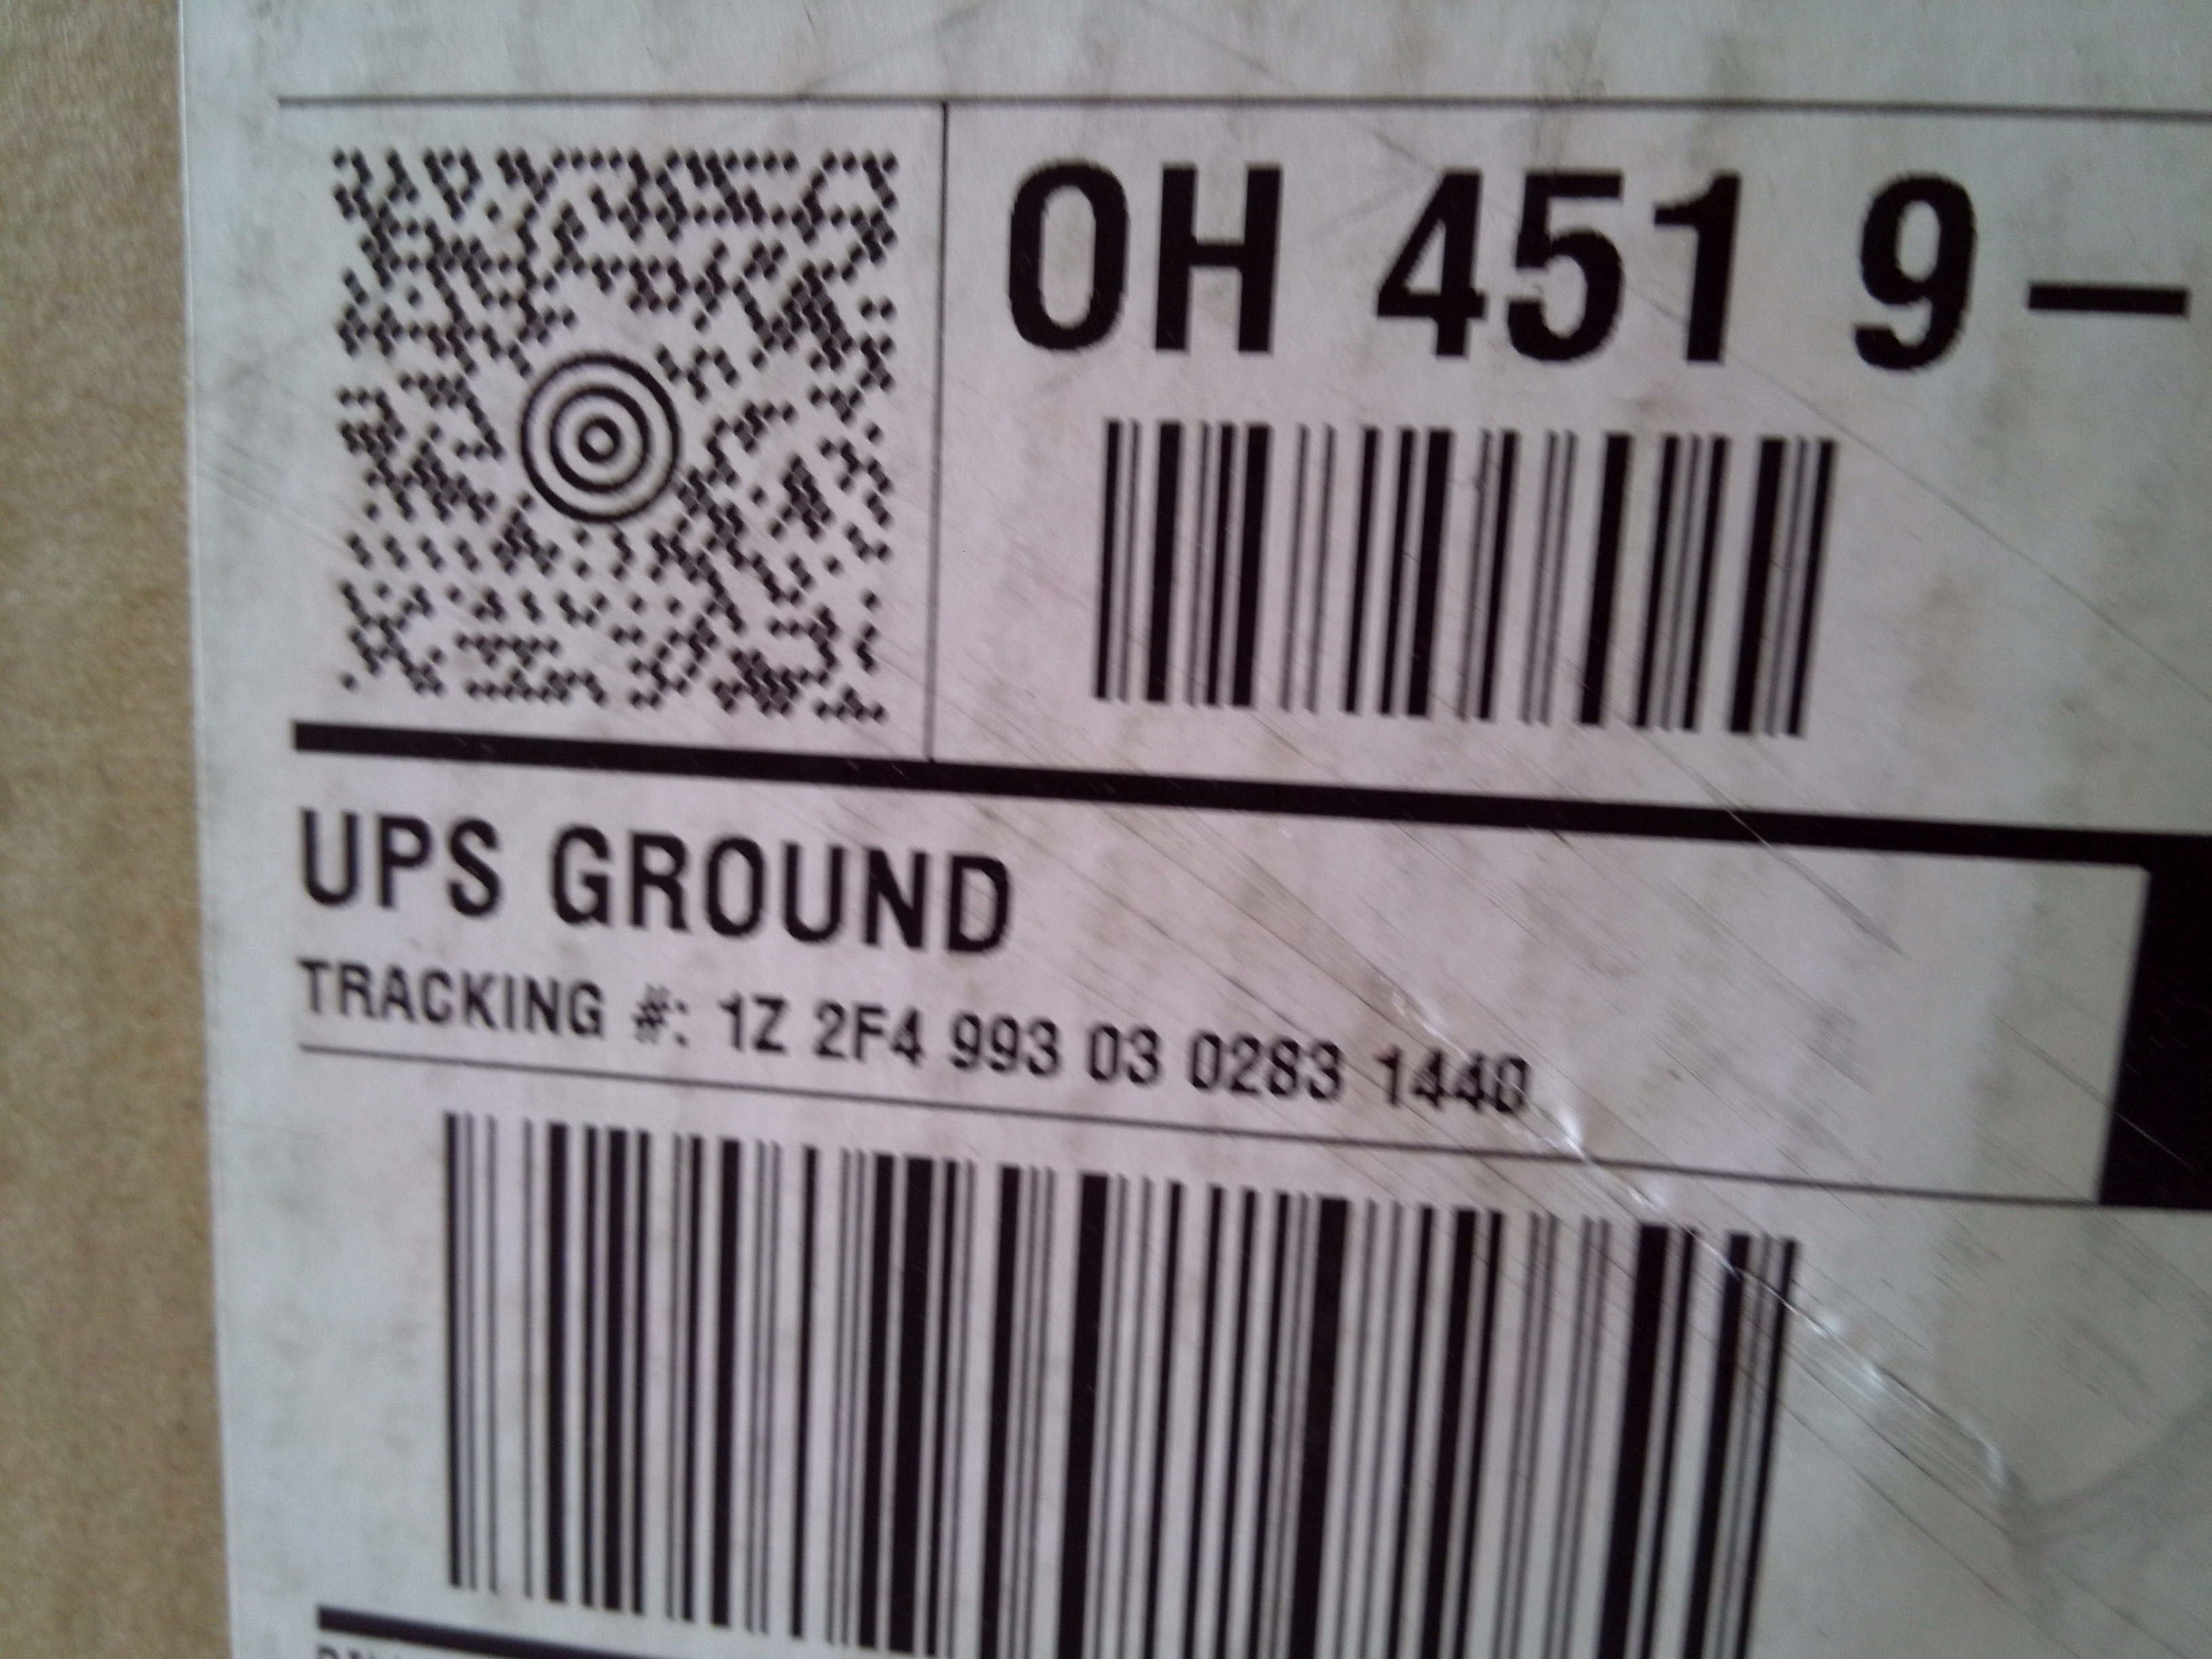 OH 451 9 –
UPS GROUND
TRACKING #: 1Z 2F4 993 03 0283 1440